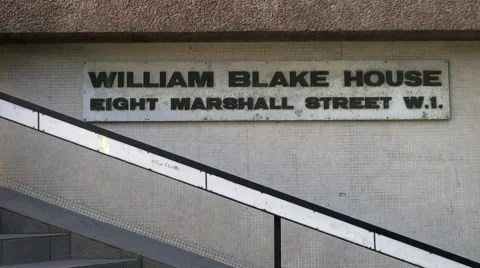 WILLIAM BLAKE HOUSE
EIGHT MARSHALL STREET W.1.